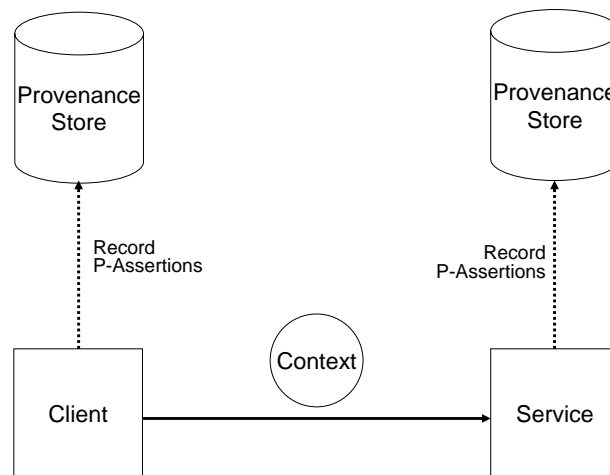 Provenance
Store
Provenance
Store
Record
P-Assertions
Record
P-Assertions
Context
Client
Service